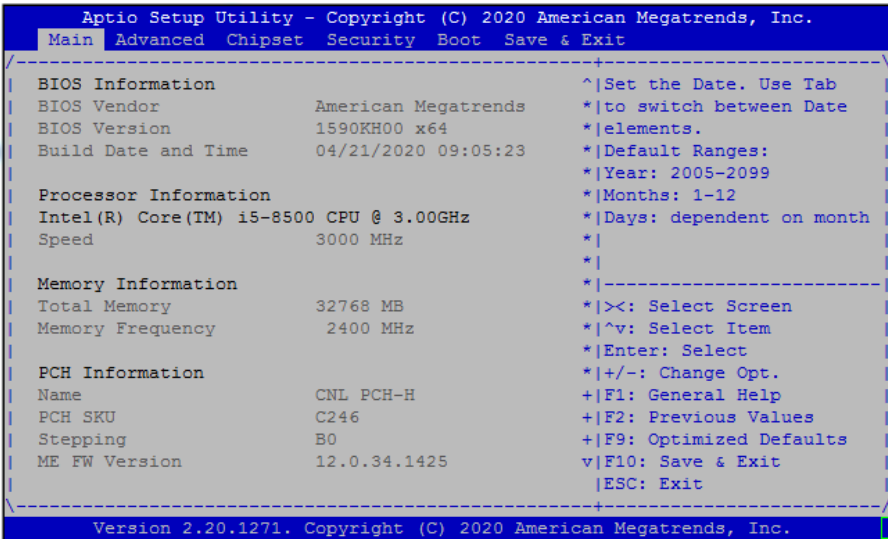 Aptio Setup Utility - Copyright (C) 2020 American Megatrends, Inc.
Main Advanced Chipset Security Boot Save & Exit
/----------------------------------------------------+------------------------\
| BIOS Information ^|Set the Date. Use Tab |
| BIOS Vendor American Megatrends *|to switch between Date |
| BIOS Version 1590KH00 x64 *|elements. |
| Build Date and Time 04/21/2020 09:05:23 *|Default Ranges: |
| *|Year: 2005-2099 |
| Processor Information *|Months: 1-12 |
| Intel(R) Core(TM) i5-8500 CPU @ 3.00GHz *|Days: dependent on month |
| Speed 3000 MHz *| |
| *| |
| Memory Information *|------------------------|
| Total Memory 32768 MB *|><: Select Screen |
| Memory Frequency 2400 MHz *|^v: Select Item |
| *|Enter: Select |
| PCH Information *|+/-: Change Opt. |
| Name CNL PCH-H +|F1: General Help |
| PCH SKU C246 +|F2: Previous Values |
| Stepping B0 +|F9: Optimized Defaults |
| ME FW Version 12.0.34.1425 v|F10: Save & Exit |
| |ESC: Exit |
\----------------------------------------------------+------------------------/
Version 2.20.1271. Copyright (C) 2020 American Megatrends, Inc.